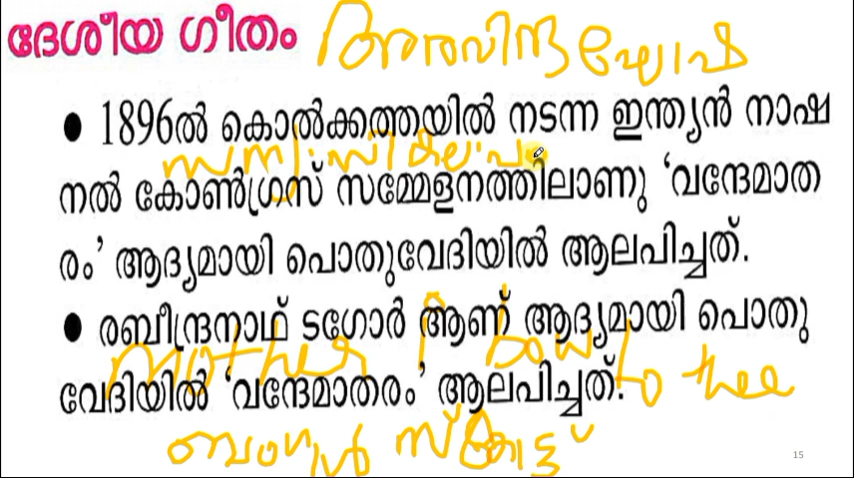 ദേശീയ ഗീതം അരവിന്ദ ഘോഷ്
● 1896ൽ കൊൽക്കത്തയിൽ നടന്ന ഇന്ത്യൻ നാഷ
നൽ കോൺഗ്രസ് സമ്മേളനത്തിലാണു ‘വന്ദേമാത
രം’ ആദ്യമായി പൊതുവേദിയിൽ ആലപിച്ചത്.
● രബീന്ദ്രനാഥ് ടഗോർ ആണ് ആദ്യമായി പൊതു
Mother I bow to thee
വേദിയിൽ ‘വന്ദേമാതരം’ ആലപിച്ചത്.
15